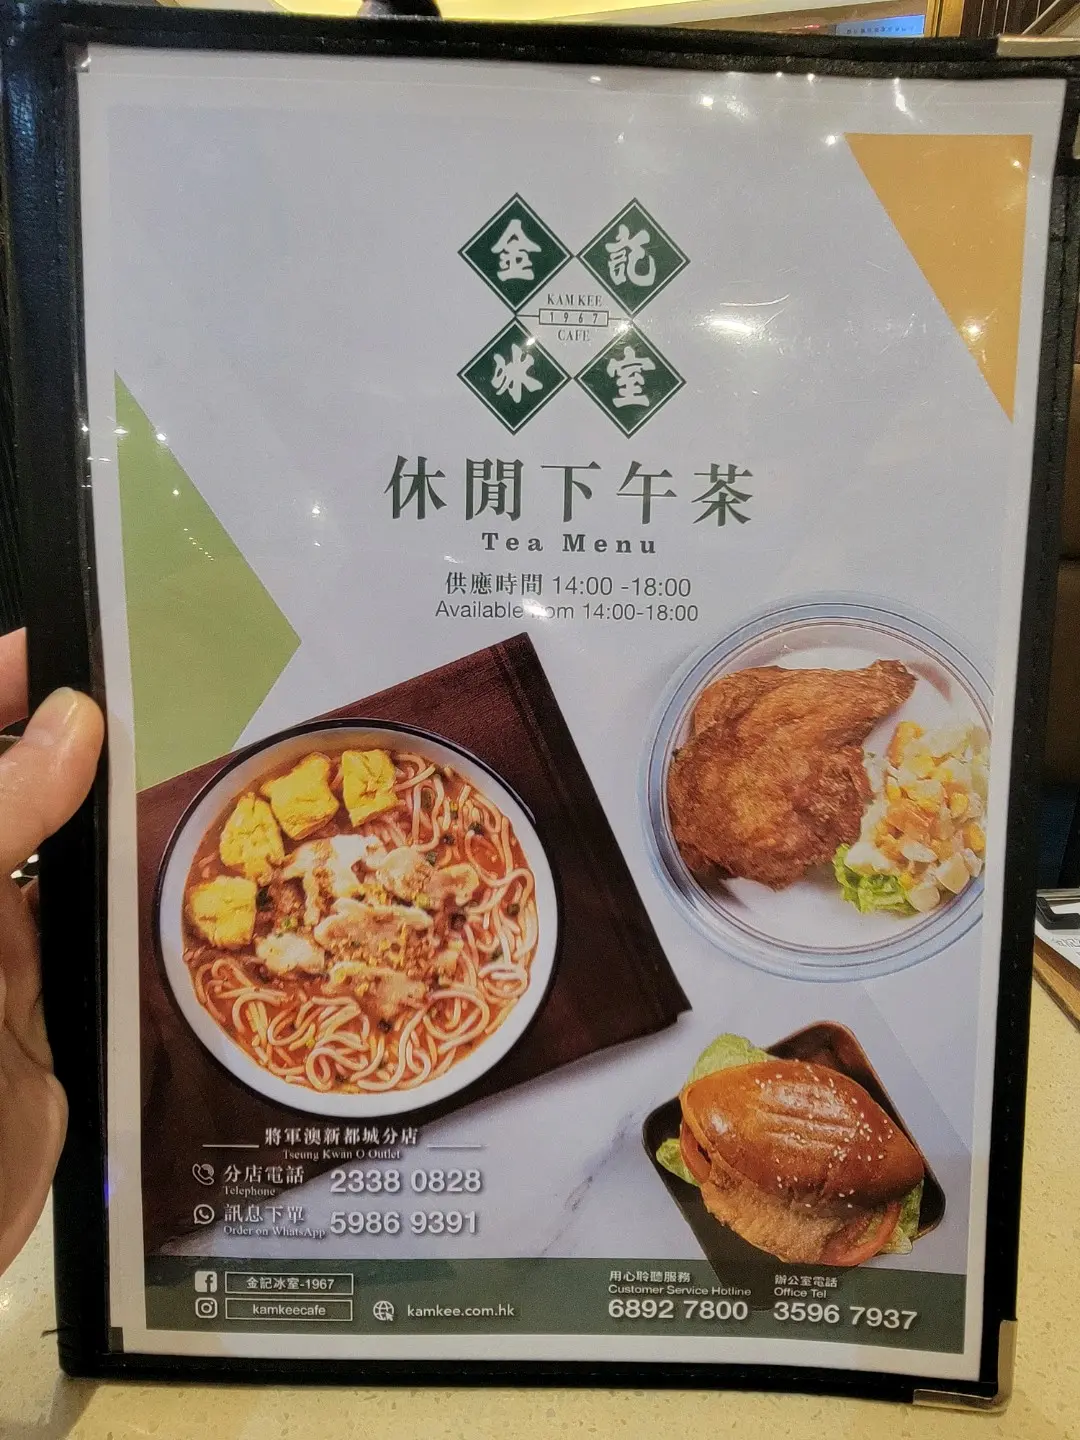 金記
KAM KEE
1967
CAFE
冰室
休閒下午茶
Tea Menu
供應時間 14:00 -18:00
Available from 14:00-18:00
將軍澳新都城分店
Tseung Kwan O Outlet
分店電話
Telephone
2338 0828
訊息下單
Order on WhatsApp
5986 9391
金記冰室-1967
kamkeecafe
kamkee.com.hk
用心聆聽服務
Customer Service Hotline
6892 7800
辦公室電話
Office Tel
3596 7937